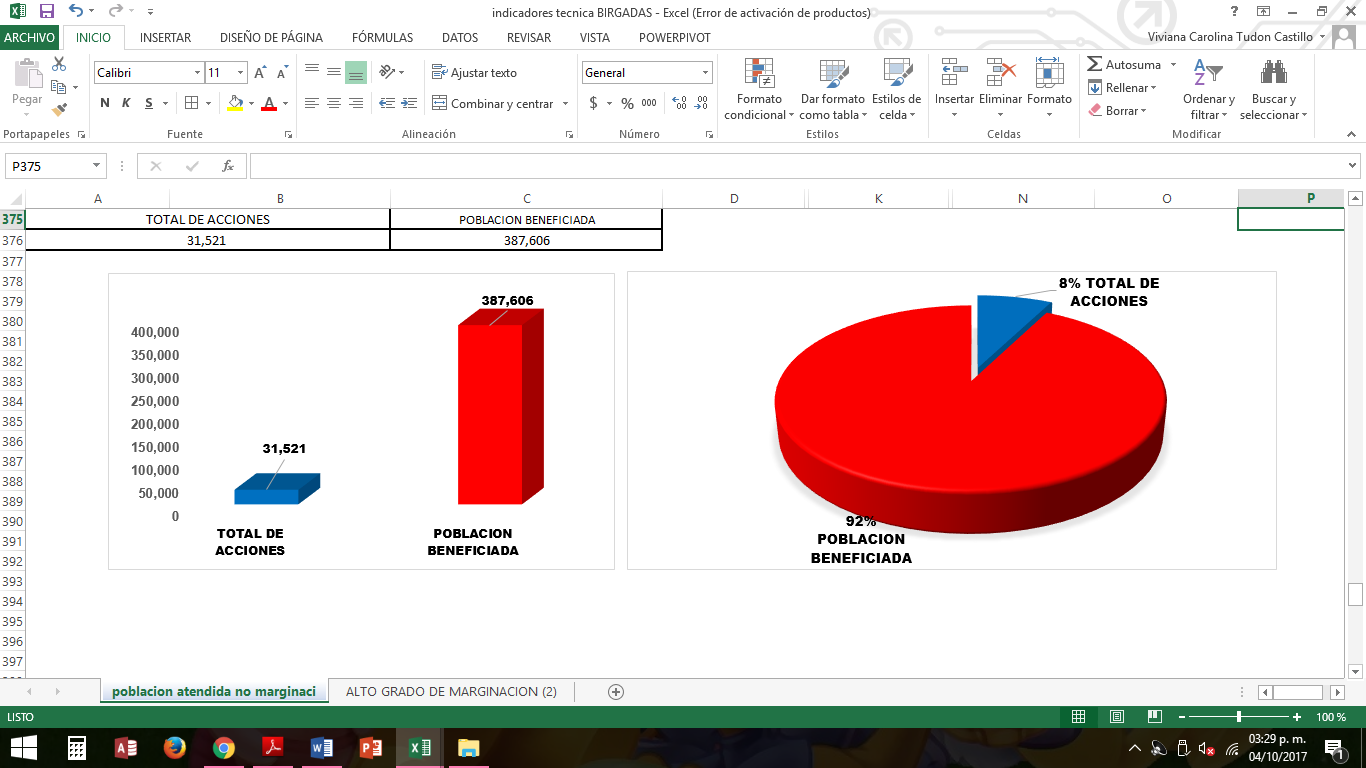 indicadores tecnica BIRGADAS - Excel (Error de activación de productos)
ARCHIVO INICIO INSERTAR DISEÑO DE PÁGINA FÓRMULAS DATOS REVISAR VISTA POWERPIVOT Viviana Carolina Tudon Castillo
Pegar
Calibri 11
N K S
Ajustar texto
Combinar y centrar
General
$ % 000
Formato condicional
Dar formato como tabla
Estilos de celda
Insertar Eliminar Formato
Autosuma
Rellenar
Borrar
Ordenar y filtrar
Buscar y seleccionar
Portapapeles Fuente Alineación Número Estilos Celdas Modificar
P375 fx
A B C D K N O P
375 TOTAL DE ACCIONES POBLACION BENEFICIADA
376 31,521 387,606
377
378
379
380
381
382
383
384
385
386
387
388
389
390
391
392
393
394
395
396
397
387,606
400,000
350,000
300,000
250,000
200,000
150,000
100,000
50,000
0
31,521
TOTAL DE
ACCIONES
POBLACION
BENEFICIADA
8% TOTAL DE
ACCIONES
92%
POBLACION
BENEFICIADA
poblacion atendida no marginaci ALTO GRADO DE MARGINACION (2)
LISTO 100 %
03:29 p. m.
04/10/2017
1